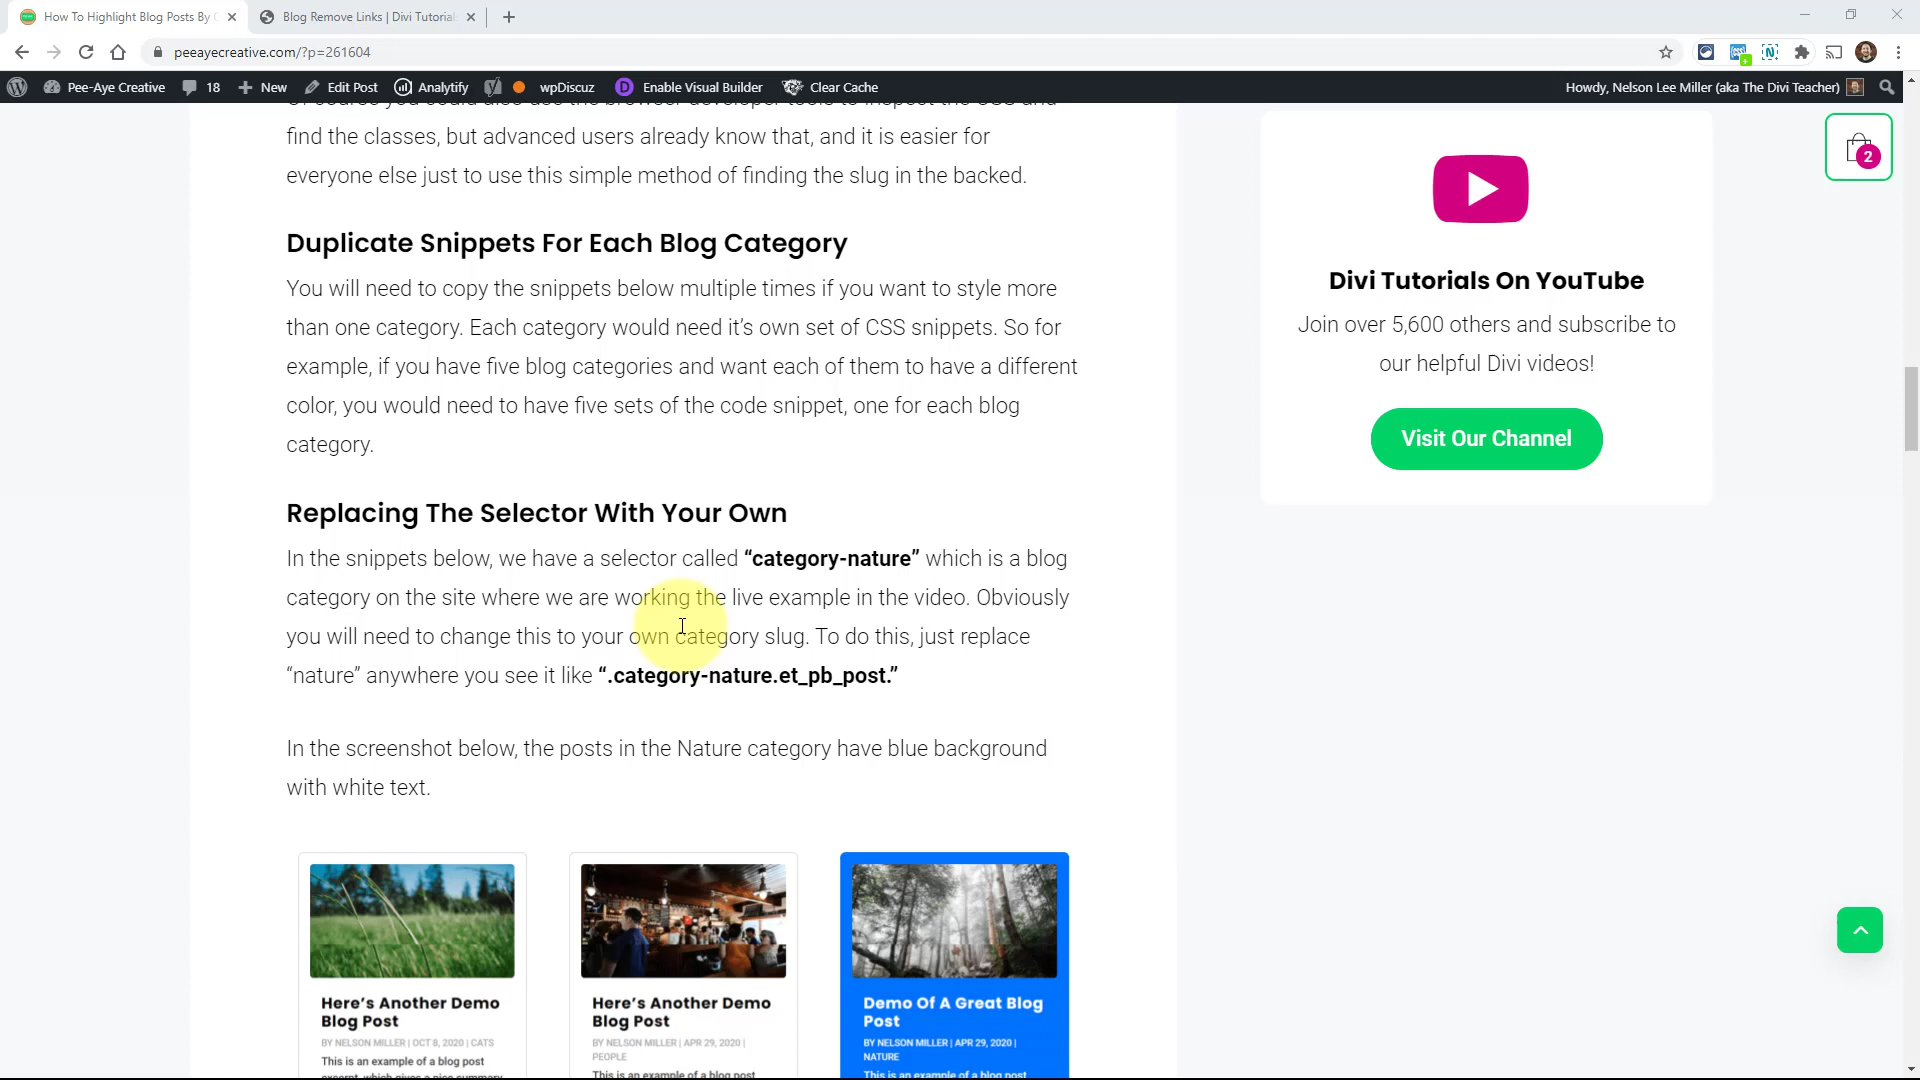 How To Highlight Blog Posts By
Blog Remove Links | Divi Tutorial
peeayecreative.com/?p=261604
Pee-Aye Creative
18
New
Edit Post
Analytify
wpDiscuz
Enable Visual Builder
Clear Cache
Howdy, Nelson Lee Miller (aka The Divi Teacher)
find the classes, but advanced users already know that, and it is easier for
everyone else just to use this simple method of finding the slug in the backed.
Duplicate Snippets For Each Blog Category
You will need to copy the snippets below multiple times if you want to style more
than one category. Each category would need it’s own set of CSS snippets. So for
example, if you have five blog categories and want each of them to have a different
color, you would need to have five sets of the code snippet, one for each blog
category.
Replacing The Selector With Your Own
In the snippets below, we have a selector called “category-nature” which is a blog
category on the site where we are working the live example in the video. Obviously
you will need to change this to your own category slug. To do this, just replace
“nature” anywhere you see it like “.category-nature.et_pb_post.”
In the screenshot below, the posts in the Nature category have blue background
with white text.
Here’s Another Demo
Blog Post
BY NELSON MILLER | OCT 8, 2020 | CATS
This is an example of a blog post
excerpt, which gives a nice summary
Here’s Another Demo
Blog Post
BY NELSON MILLER | APR 29, 2020 |
PEOPLE
This is an example of a blog post
Demo Of A Great Blog
Post
BY NELSON MILLER | APR 29, 2020 |
NATURE
This is an example of a blog post
2
Divi Tutorials On YouTube
Join over 5,600 others and subscribe to
our helpful Divi videos!
Visit Our Channel